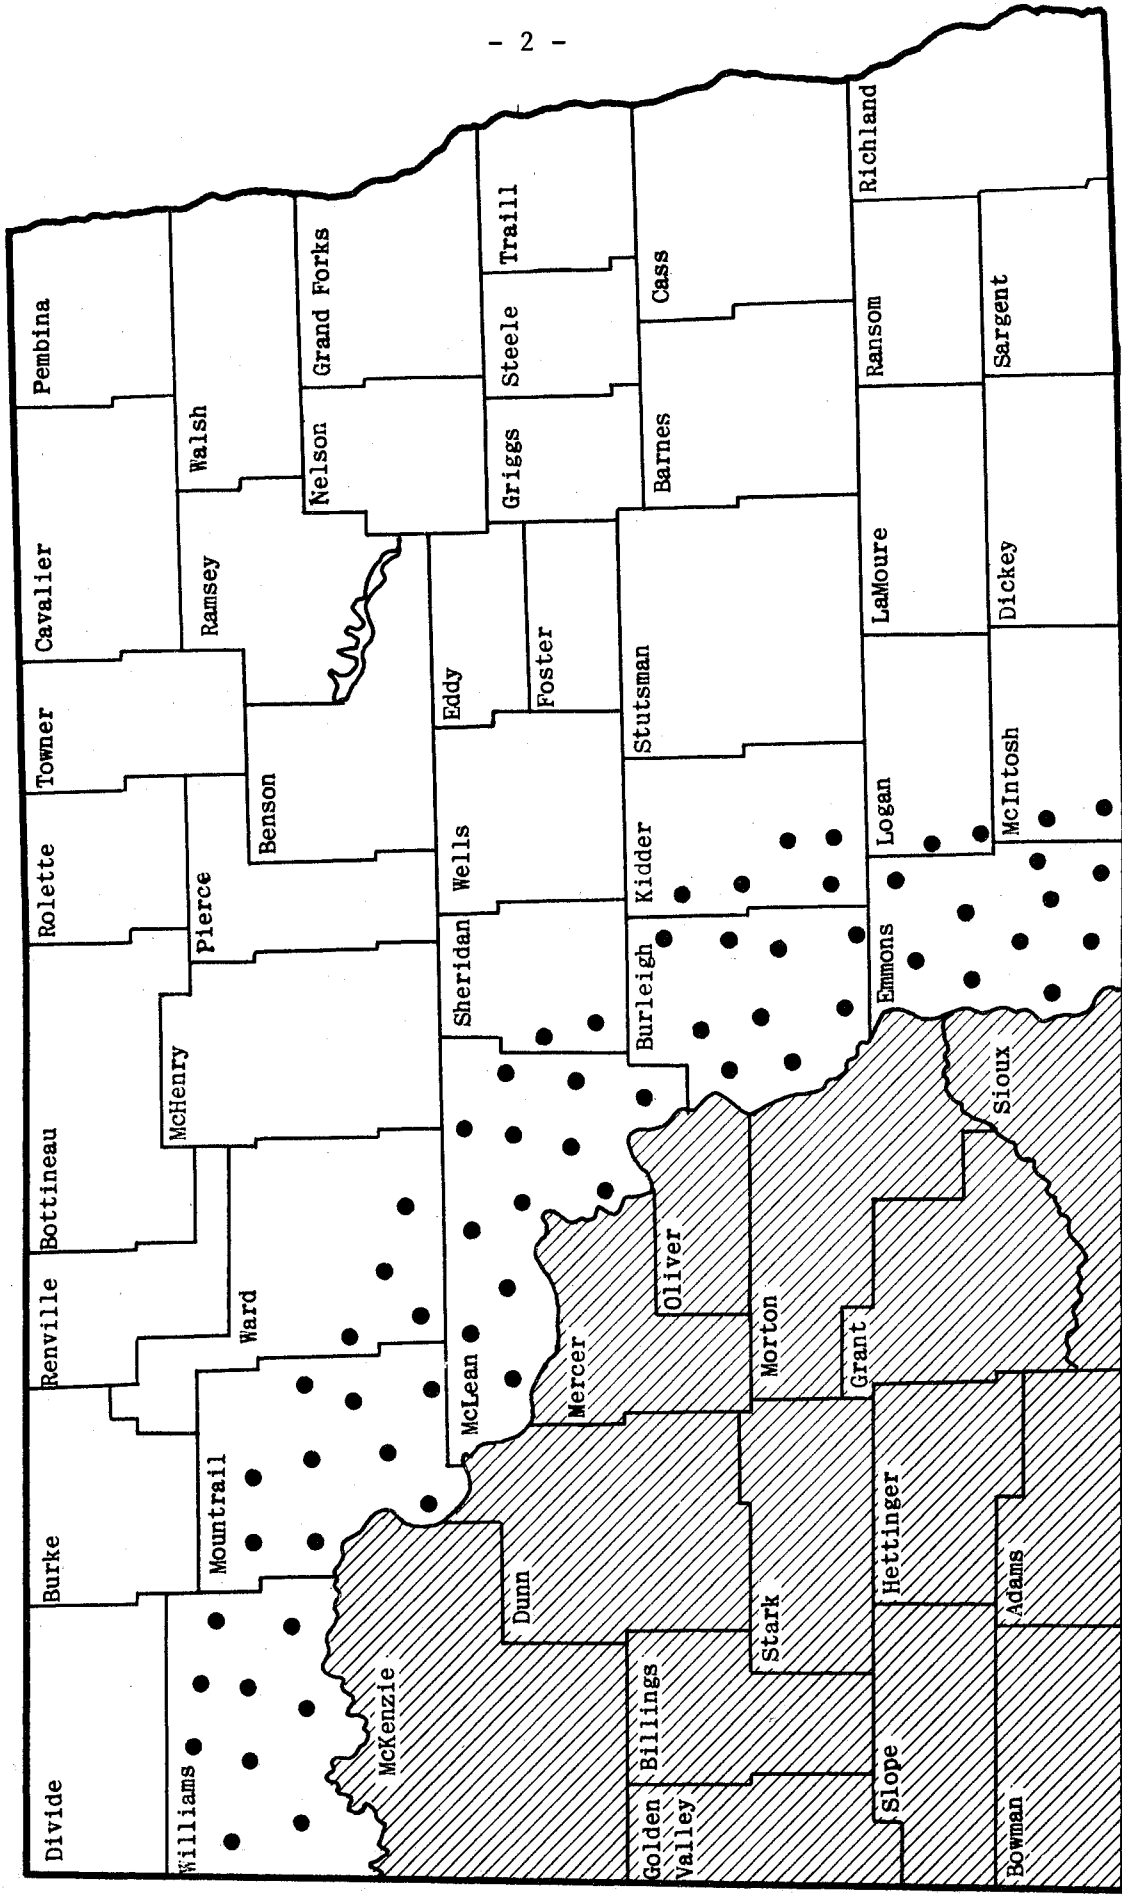 - 2 -
Divide
Burke
Renville
Bottineau
Rolette
Towner
Cavalier
Pembina
Williams
Mountrail
Ward
McHenry
Pierce
Benson
Ramsey
Walsh
Nelson
Grand Forks
McKenzie
McLean
Sheridan
Wells
Eddy
Foster
Griggs
Steele
Traill
Dunn
Mercer
Oliver
Burleigh
Kidder
Stutsman
Barnes
Cass
Golden
Valley
Billings
Stark
Morton
Grant
Emmons
Logan
LaMoure
Ransom
Richland
Slope
Hettinger
Bowman
Adams
Sioux
McIntosh
Dickey
Sargent